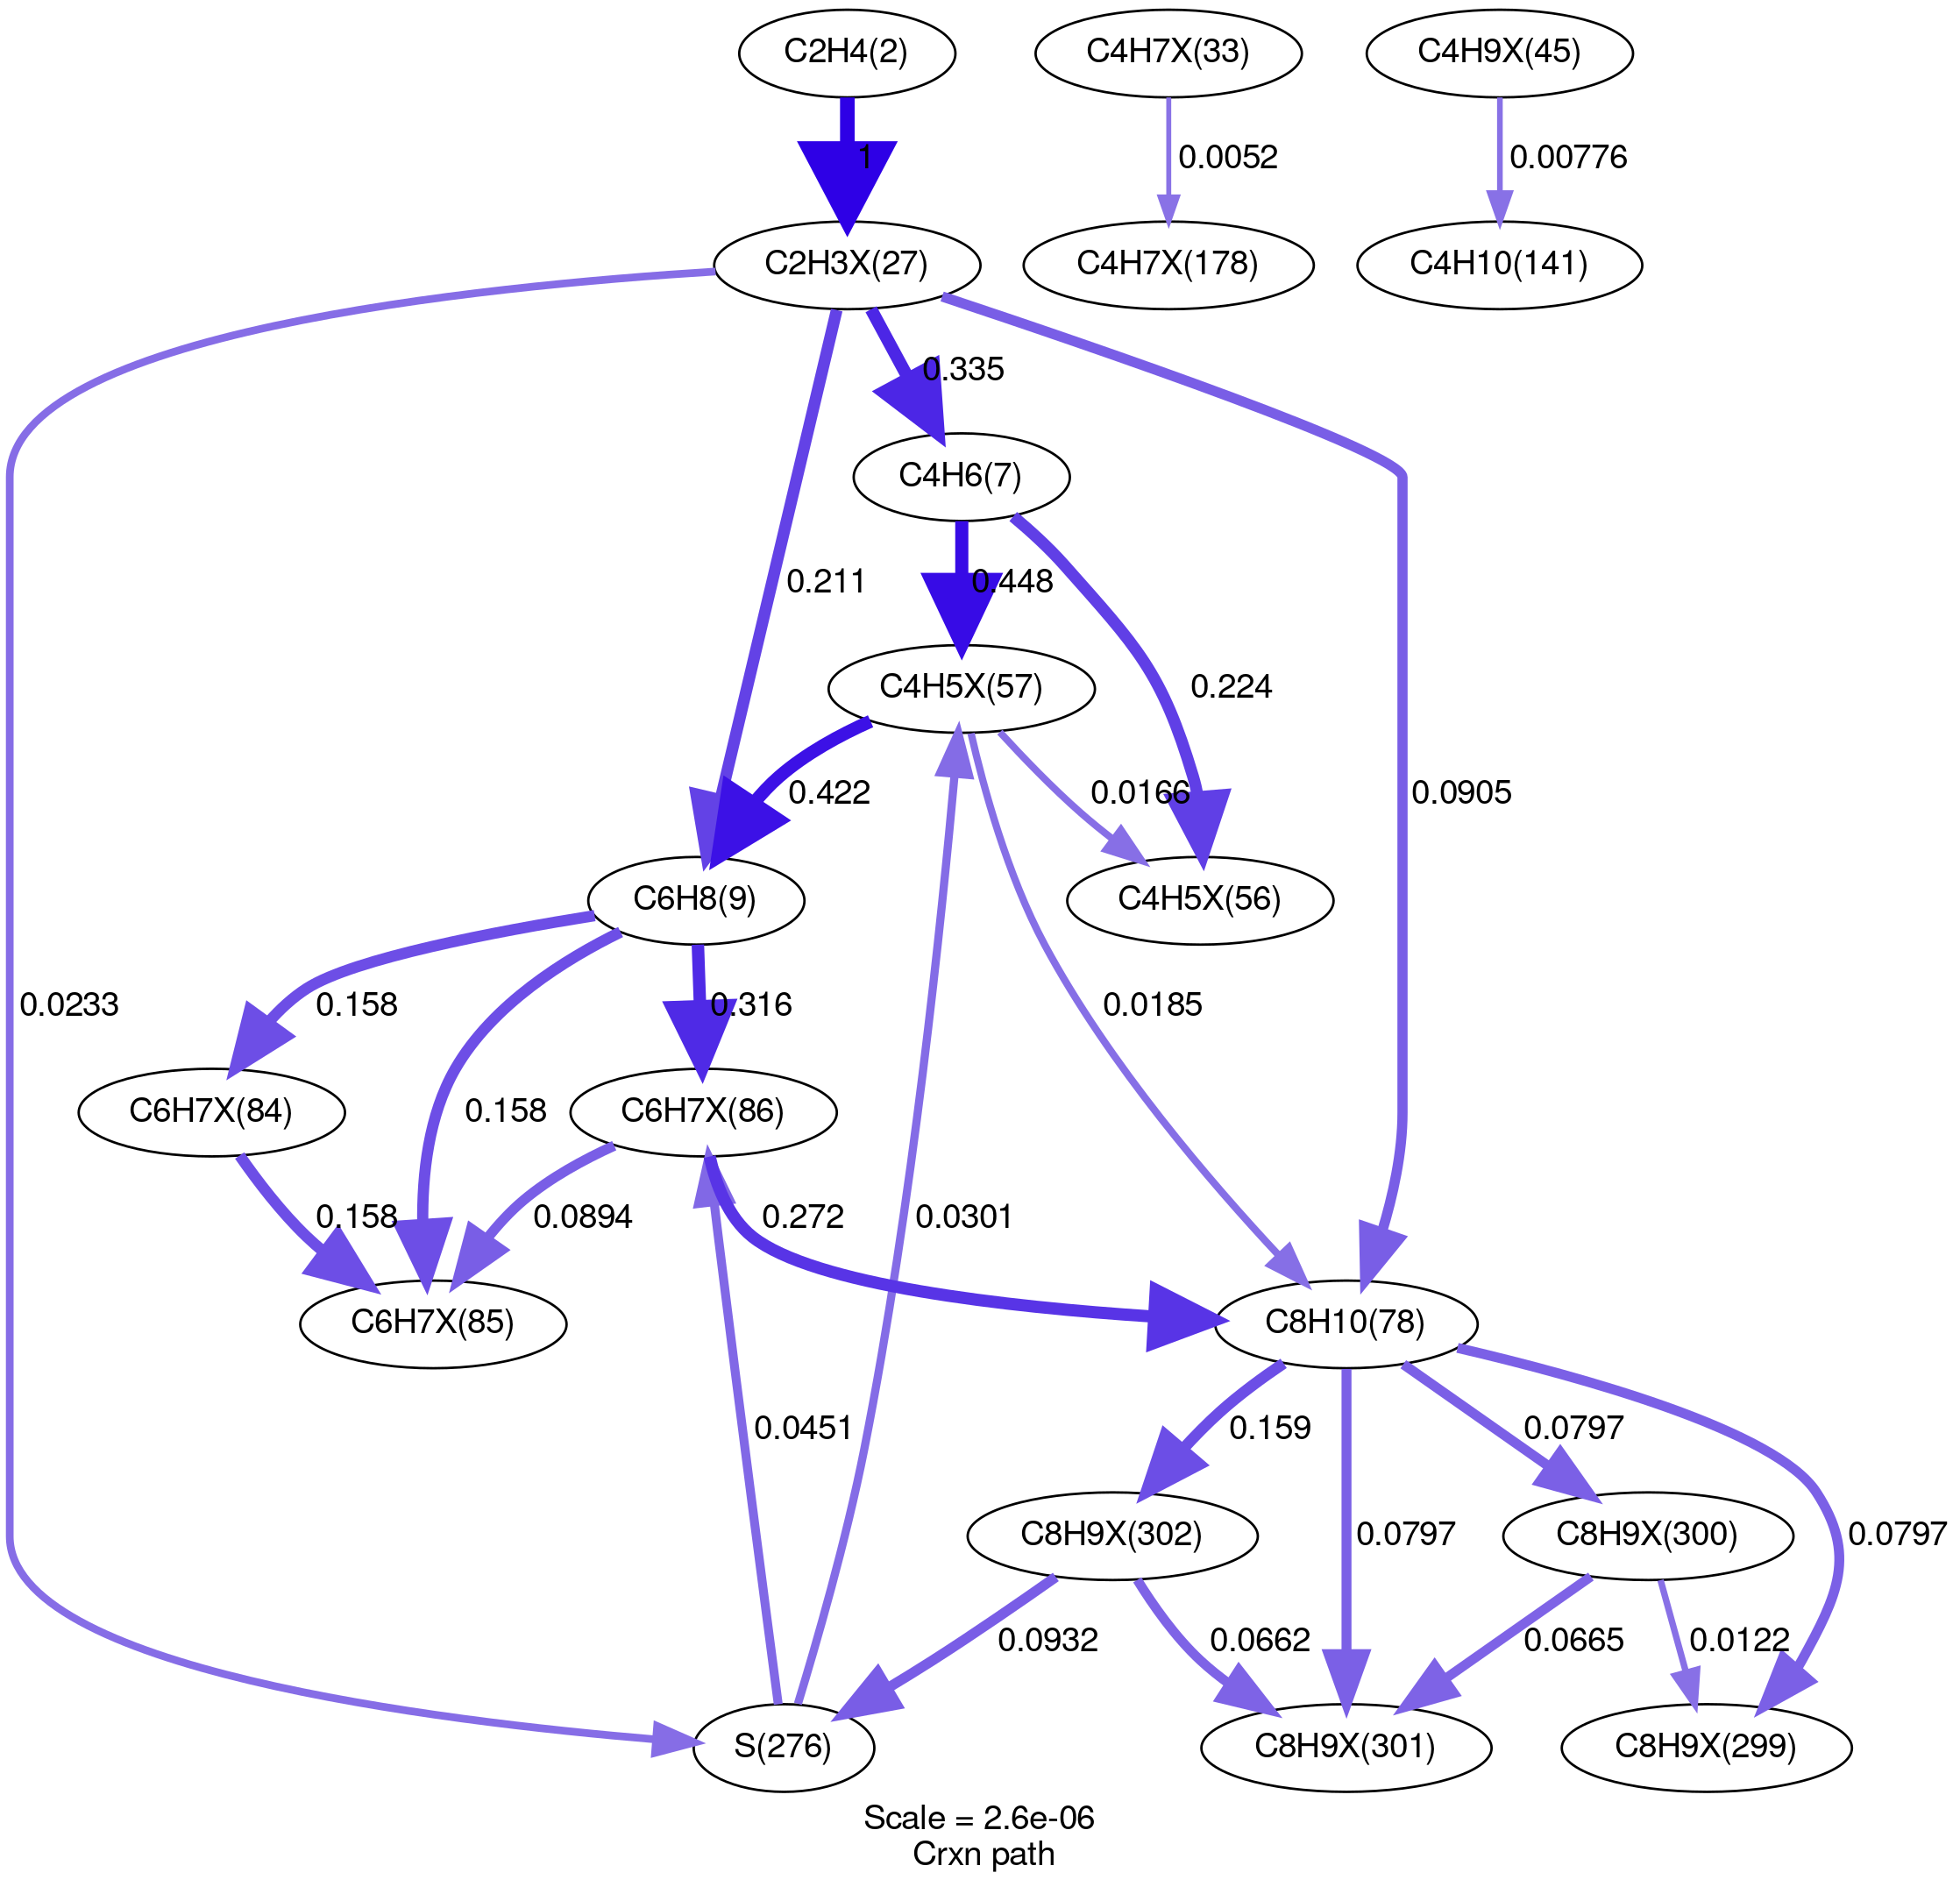 C2H4(2)
C4H7X(33)
C4H9X(45)
1
0.0052
0.00776
C2H3X(27)
C4H7X(178)
C4H10(141)
0.335
C4H6(7)
0.211
0.448
0.224
C4H5X(57)
0.422
0.0166
0.0905
C6H8(9)
C4H5X(56)
0.0233
0.158
0.316
0.0185
C6H7X(84)
0.158
C6H7X(86)
0.158
0.0894
0.272
0.0301
C6H7X(85)
C8H10(78)
0.0451
0.159
0.0797
C8H9X(302)
0.0797
C8H9X(300)
0.0797
0.0932
0.0662
0.0665
0.0122
S(276)
C8H9X(301)
C8H9X(299)
Scale = 2.6e-06
Crxn path